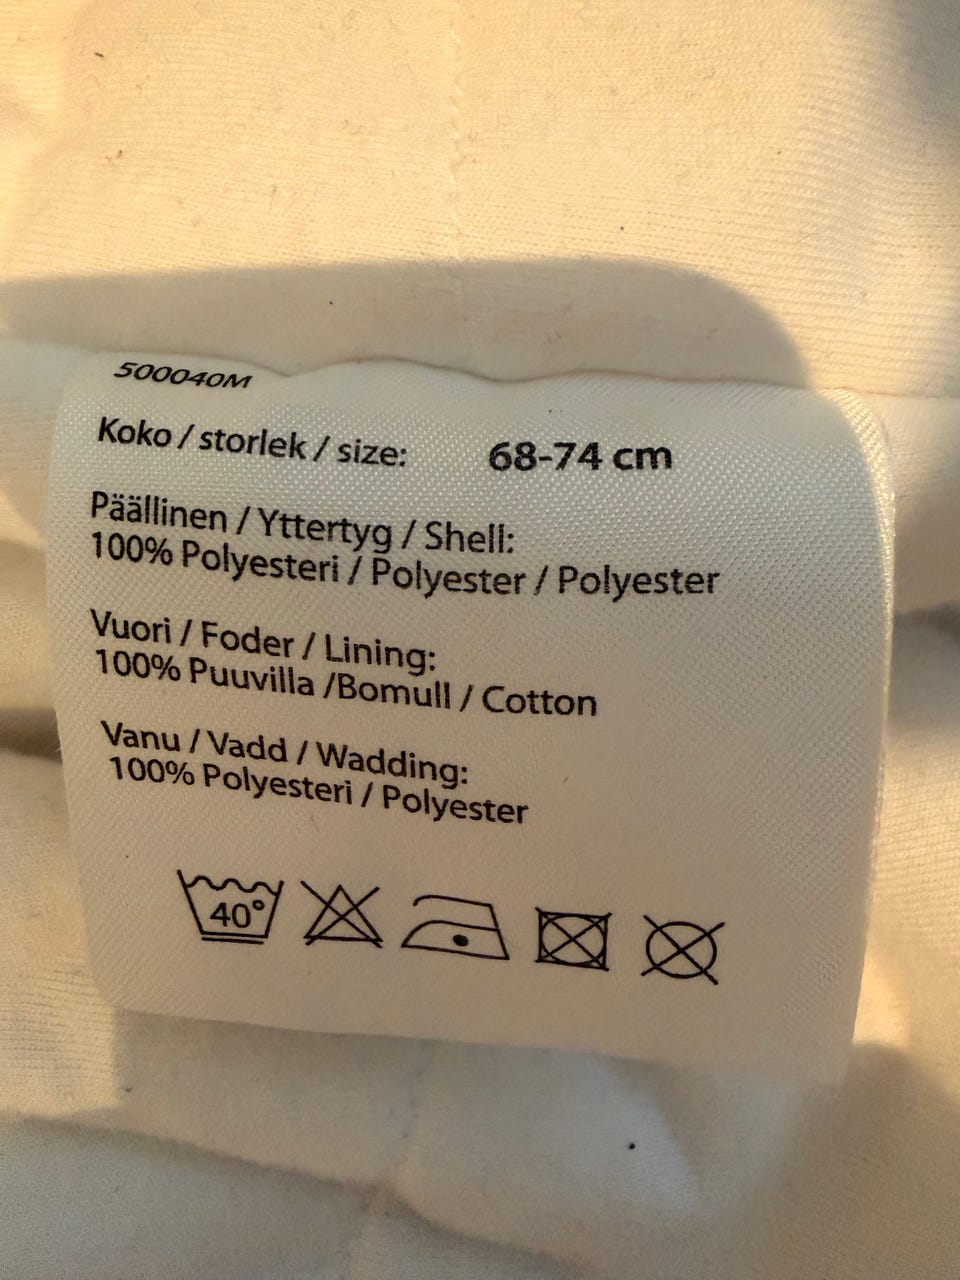 500040M
Koko / storlek / size: 68-74 cm
Päällinen / Yttertyg / Shell:
100% Polyesteri / Polyester / Polyester
Vuori / Foder / Lining:
100% Puuvilla /Bomull / Cotton
Vanu / Vadd / Wadding:
100% Polyesteri / Polyester
40°